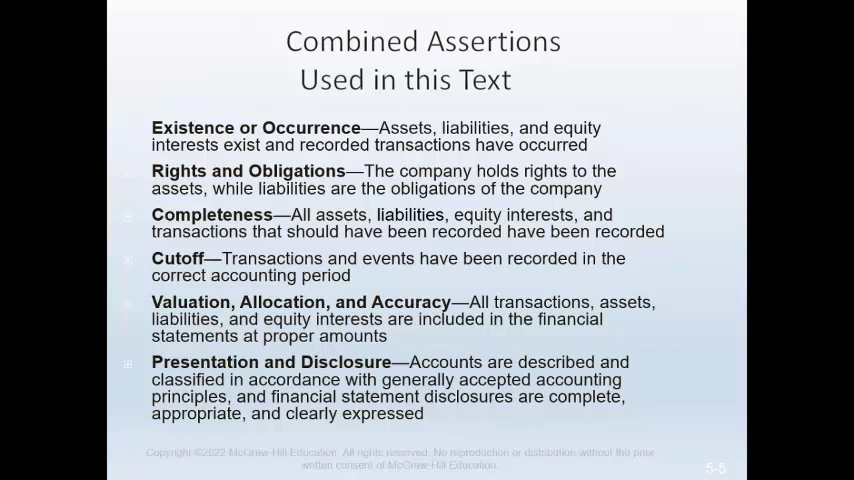 Combined Assertions
Used in this Text
Existence or Occurrence—Assets, liabilities, and equity
interests exist and recorded transactions have occurred
Rights and Obligations—The company holds rights to the
assets, while liabilities are the obligations of the company
Completeness—All assets, liabilities, equity interests, and
transactions that should have been recorded have been recorded
Cutoff—Transactions and events have been recorded in the
correct accounting period
Valuation, Allocation, and Accuracy—All transactions, assets,
liabilities, and equity interests are included in the financial
statements at proper amounts
Presentation and Disclosure—Accounts are described and
classified in accordance with generally accepted accounting
principles, and financial statement disclosures are complete,
appropriate, and clearly expressed
Copyright ©2022 McGraw-Hill Education. All rights reserved. No reproduction or distribution without the prior
written consent of McGraw-Hill Education.
5-5